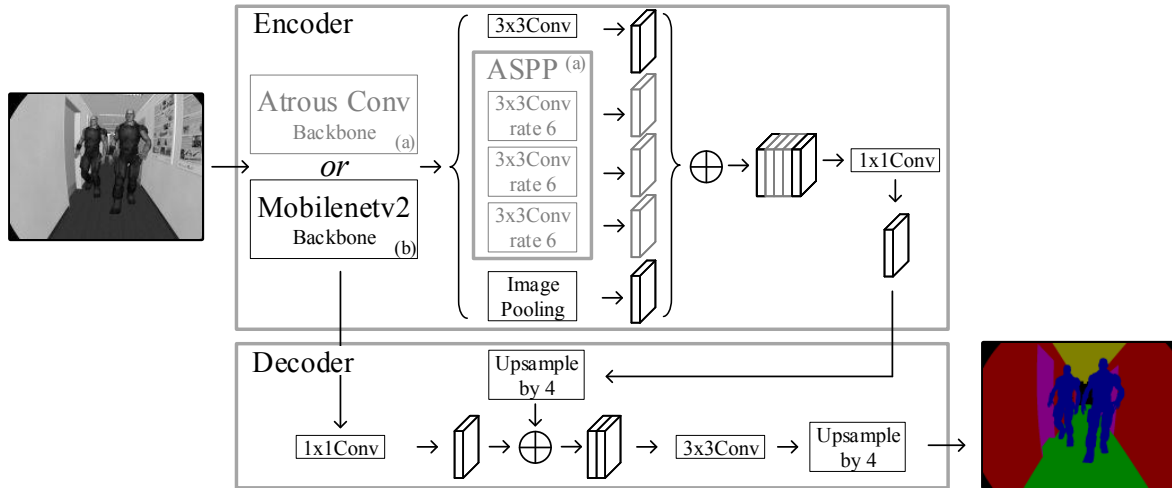 Encoder
3x3Conv
ASPP (a)
Atrous Conv
Backbone
(a)
3x3Conv
rate 6
or
3x3Conv
rate 6
1x1Conv
Mobilenetv2
Backbone
(b)
3x3Conv
rate 6
Image
Pooling
Decoder
Upsample
by 4
1x1Conv
3x3Conv
Upsample
by 4